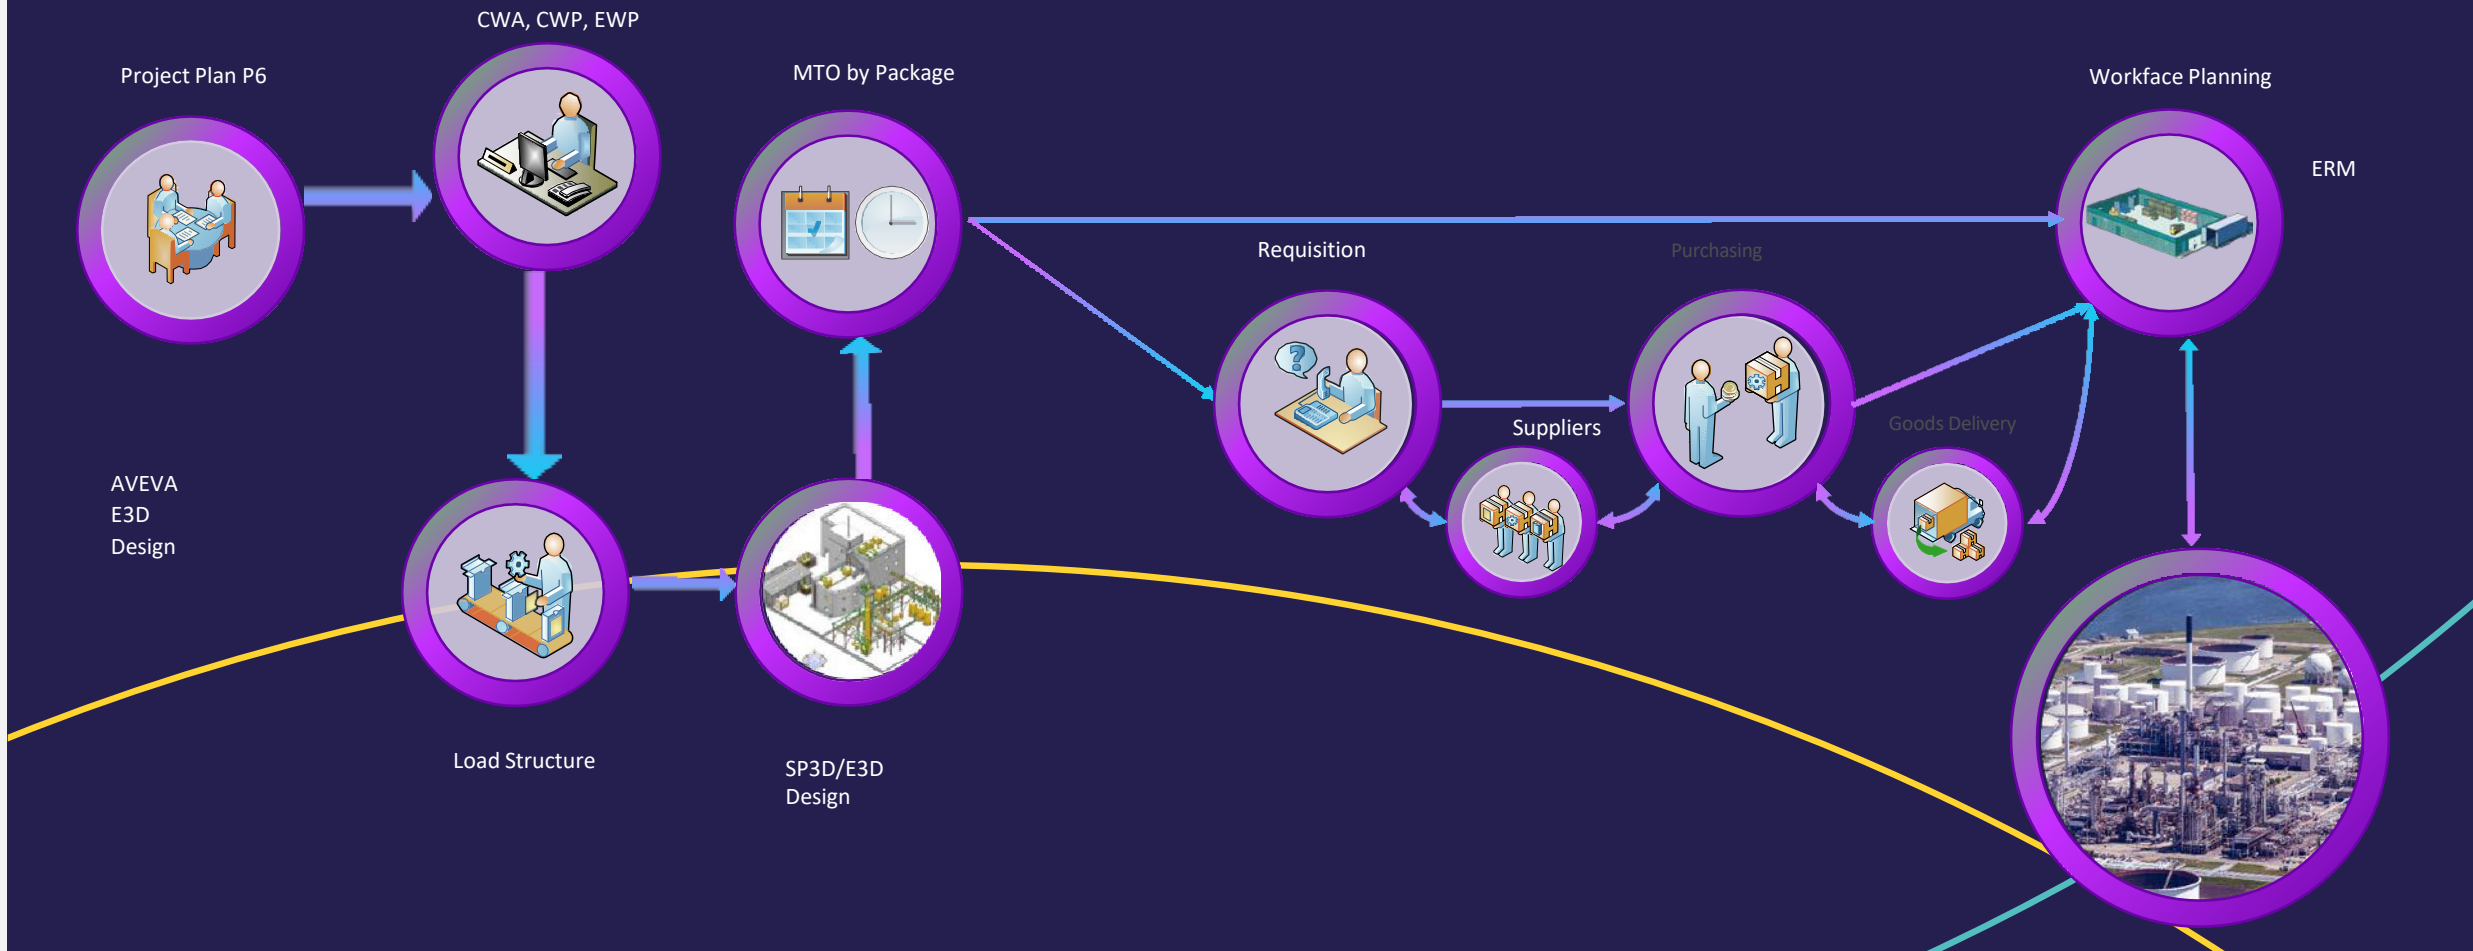 CWA, CWP, EWP
Project Plan P6
MTO by Package
Workface Planning
ERM
Requisition
Purchasing
Suppliers
Goods Delivery
AVEVA
E3D
Design
Load Structure
SP3D/E3D
Design